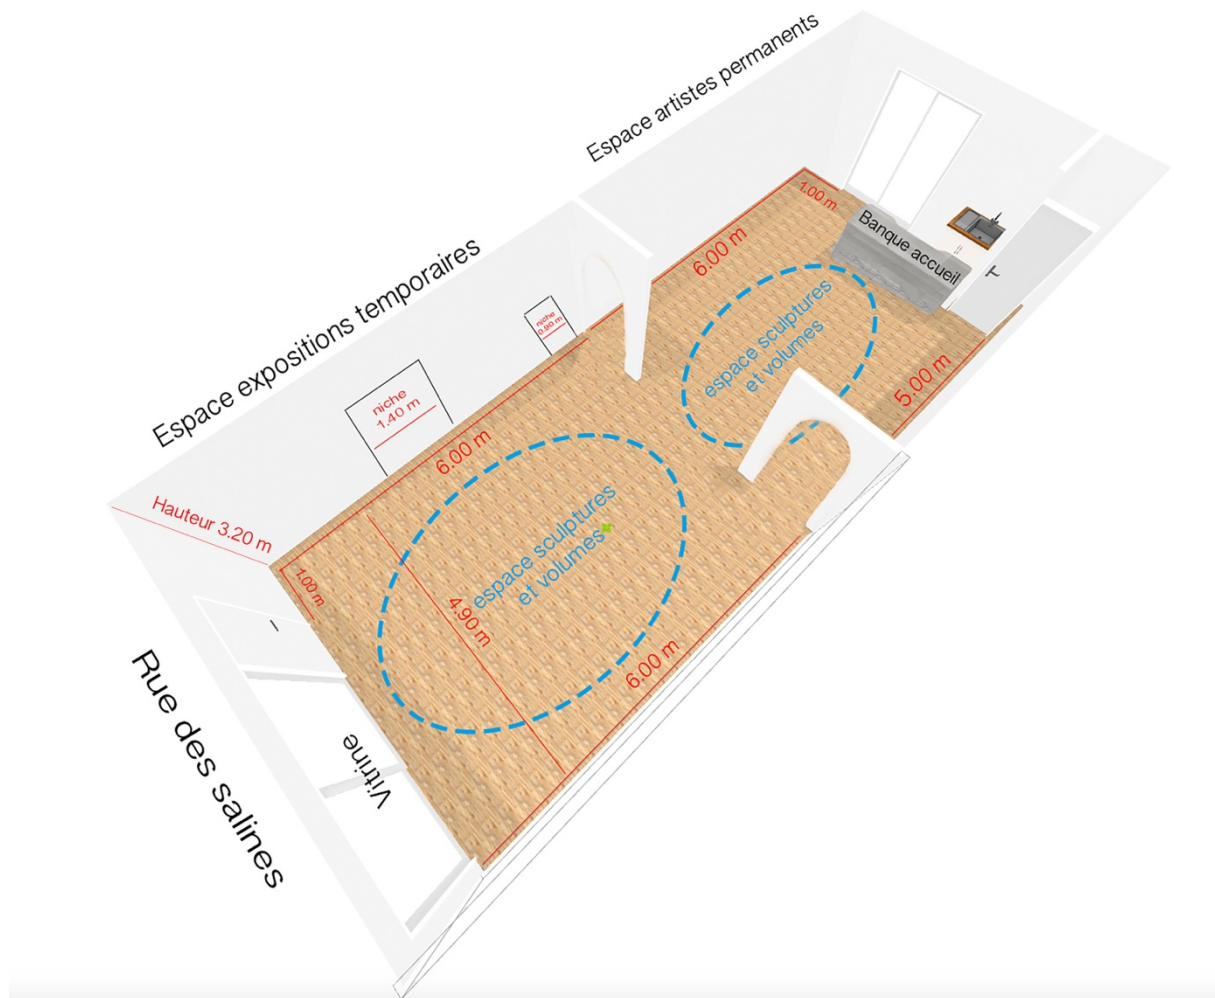 Espace artistes permanents
1.00 m
Banque accueil
6.00 m
Espace expositions temporaires
espace sculptures
et volumes
niche
0.90 m
niche
1.40 m
5.00 m
6.00 m
Hauteur 3.20 m
espace sculptures
et volumes
1.00 m
4.90 m
6.00 m
Rue des salines
Vitrine